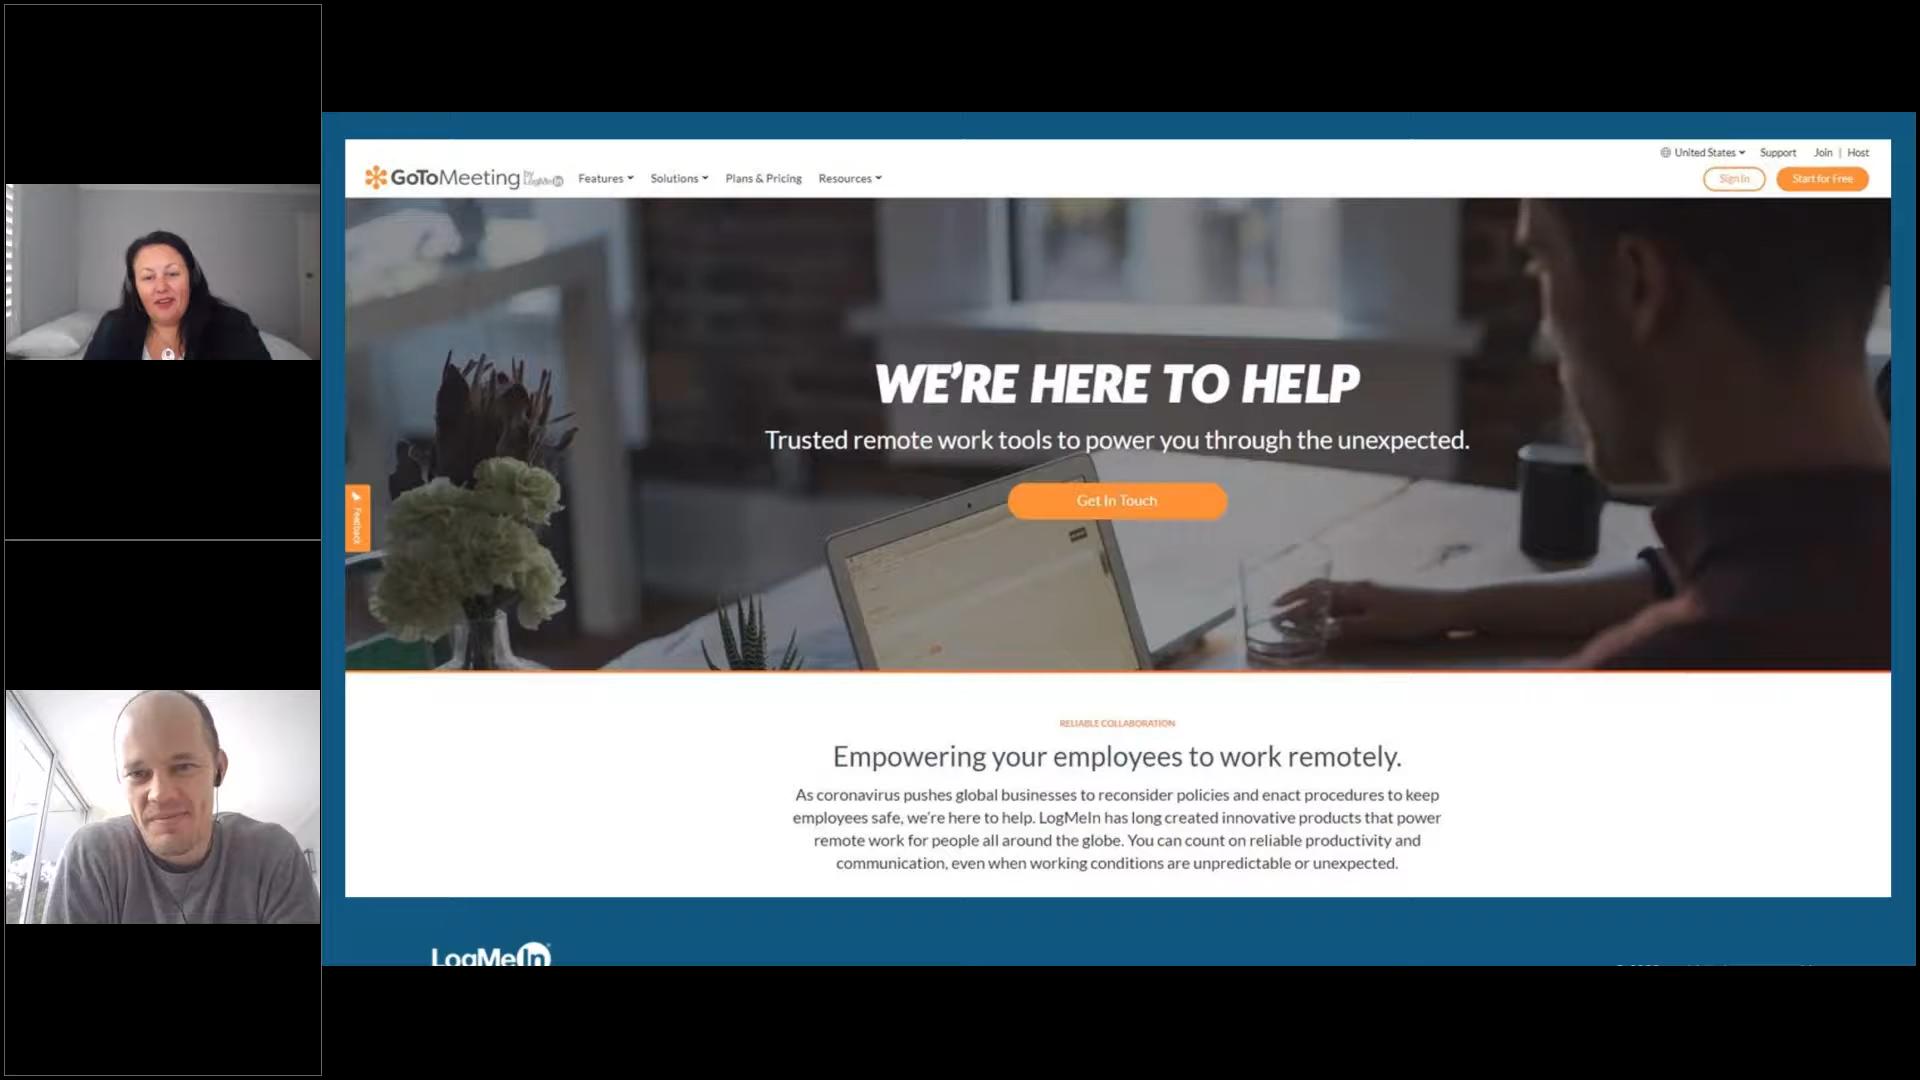 United States Support Join | Host
GoToMeeting by LogMeIn Features Solutions Plans & Pricing Resources Sign In Start for Free
WE'RE HERE TO HELP
Trusted remote work tools to power you through the unexpected.
Get In Touch
Feedback
RELIABLE COLLABORATION
Empowering your employees to work remotely.
As coronavirus pushes global businesses to reconsider policies and enact procedures to keep
employees safe, we're here to help. LogMeIn has long created innovative products that power
remote work for people all around the globe. You can count on reliable productivity and
communication, even when working conditions are unpredictable or unexpected.
LogMeIn